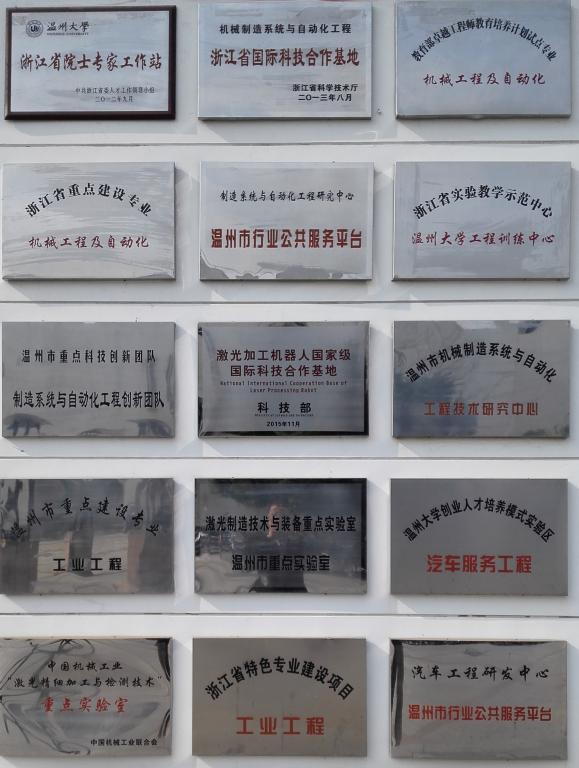 温州大学
WENZHOU UNIVERSITY
浙江省院士专家工作站
中共浙江省委人才工作领导小组
二〇一二年九月
机械制造系统与自动化工程
浙江省国际科技合作基地
浙江省科学技术厅
二〇一三年八月
教育部卓越工程师教育培养计划试点专业
机械工程及自动化
浙江省重点建设专业
机械工程及自动化
制造系统与自动化工程研究中心
温州市行业公共服务平台
浙江省实验教学示范中心
温州大学工程训练中心
温州市重点科技创新团队
制造系统与自动化工程创新团队
激光加工机器人国家级
国际科技合作基地
National International Cooperation Base of
Laser Processing Robot
科技部
2015年11月
温州市机械制造系统与自动化
工程技术研究中心
温州市重点建设专业
工业工程
激光制造技术与装备重点实验室
温州市重点实验室
温州大学创业人才培养模式实验区
汽车服务工程
中国机械工业
"激光精细加工与检测技术"
重点实验室
中国机械工业联合会
浙江省特色专业建设项目
工业工程
汽车工程研发中心
温州市行业公共服务平台